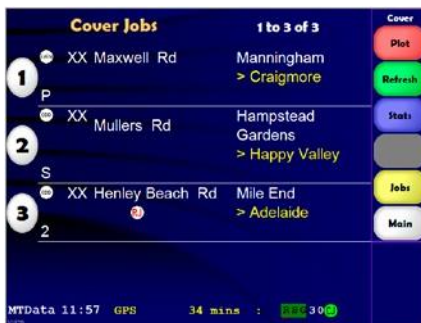 Cover Jobs 1 to 3 of 3 Cover
Plot
Refresh
Stats
Jobs
Main
1 XX Maxwell Rd Manningham
> Craigmore
P
2 XX Mullers Rd Hampstead
Gardens
> Happy Valley
S
3 XX Henley Beach Rd Mile End
RJ > Adelaide
2
MTData 11:57 GPS 34 mins : 30 CJ